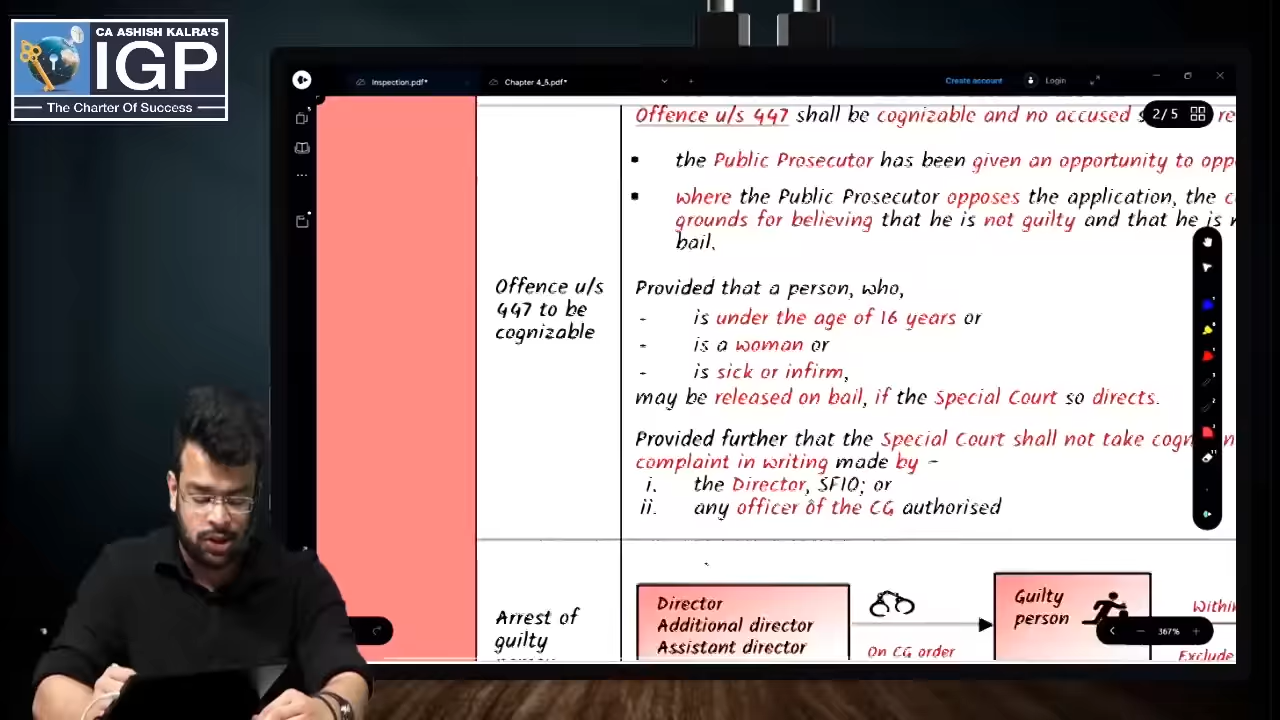 CA ASHISH KALRA'S
IGP
The Charter Of Success
Inspection.pdf*
Chapter 4_5.pdf*
Create account
Login
2/5
Offence u/s 447 shall be cognizable and no accused
the Public Prosecutor has been given an opportunity to
where the Public Prosecutor opposes the application, the
grounds for believing that he is not guilty and that he is
bail.
Offence u/s
447 to be
cognizable
Provided that a person, who,
- is under the age of 16 years or
- is a woman or
- is sick or infirm,
may be released on bail, if the Special Court so directs.
Provided further that the Special Court shall not take
complaint in writing made by -
i. the Director, SFIO; or
ii. any officer of the CG authorised
Arrest of
guilty
Director
Additional director
Assistant director
On CG order
Guilty
person
367%
Exclude